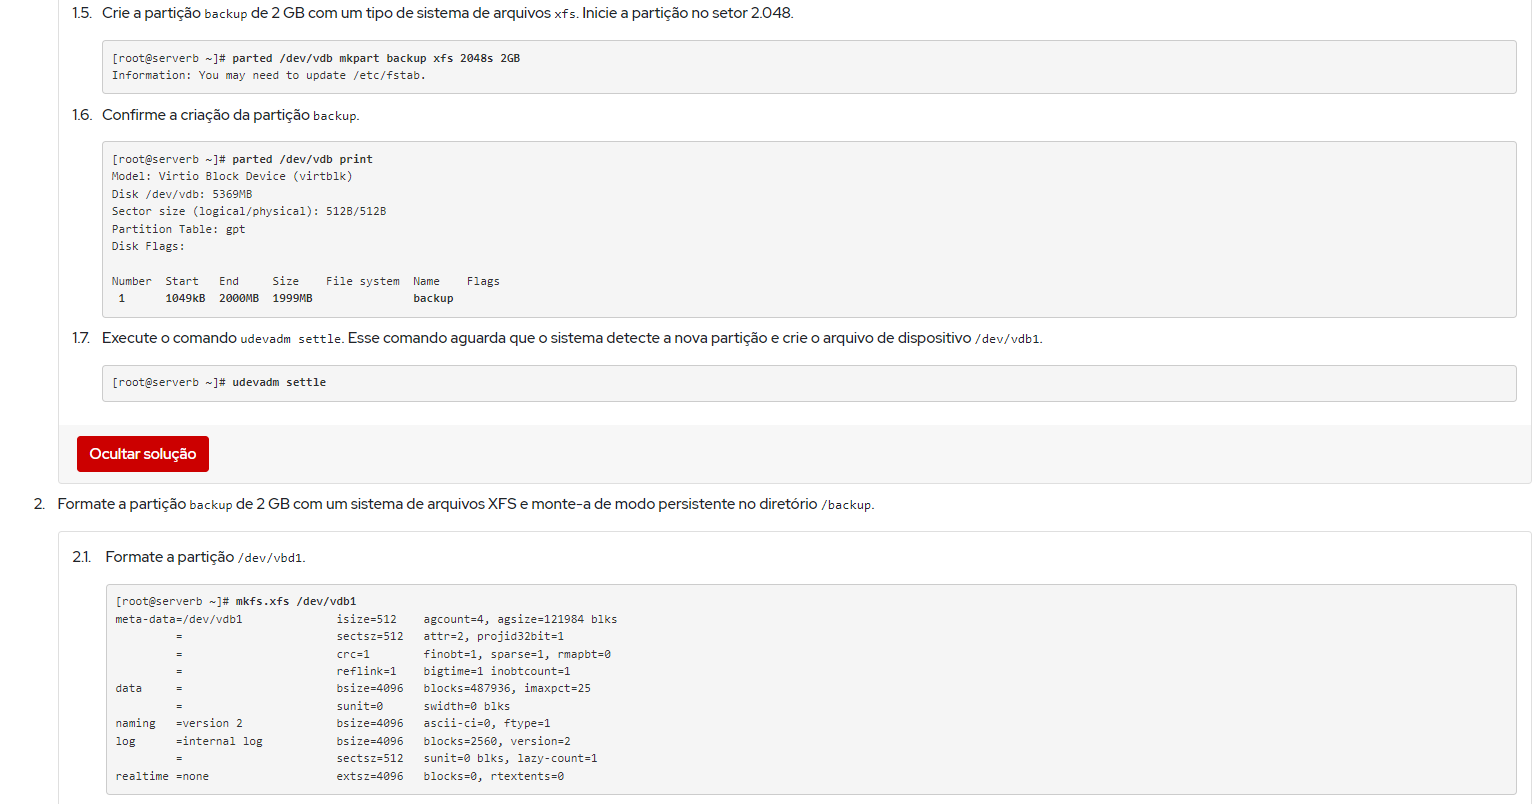 1.5. Crie a partição backup de 2 GB com um tipo de sistema de arquivos xfs. Inicie a partição no setor 2.048.
[root@serverb ~]# parted /dev/vdb mkpart backup xfs 2048s 2GB
Information: You may need to update /etc/fstab.
1.6. Confirme a criação da partição backup.
[root@serverb ~]# parted /dev/vdb print
Model: Virtio Block Device (virtblk)
Disk /dev/vdb: 5369MB
Sector size (logical/physical): 512B/512B
Partition Table: gpt
Disk Flags:
Number  Start   End     Size    File system  Name    Flags
 1      1049kB  2000MB  1999MB               backup
1.7. Execute o comando udevadm settle. Esse comando aguarda que o sistema detecte a nova partição e crie o arquivo de dispositivo /dev/vdb1.
[root@serverb ~]# udevadm settle
Ocultar solução
2. Formate a partição backup de 2 GB com um sistema de arquivos XFS e monte-a de modo persistente no diretório /backup.
2.1. Formate a partição /dev/vbd1.
[root@serverb ~]# mkfs.xfs /dev/vdb1
meta-data=/dev/vdb1              isize=512    agcount=4, agsize=121984 blks
         =                       sectsz=512   attr=2, projid32bit=1
         =                       crc=1        finobt=1, sparse=1, rmapbt=0
         =                       reflink=1    bigtime=1 inobtcount=1
data     =                       bsize=4096   blocks=487936, imaxpct=25
         =                       sunit=0      swidth=0 blks
naming   =version 2              bsize=4096   ascii-ci=0, ftype=1
log      =internal log           bsize=4096   blocks=2560, version=2
         =                       sectsz=512   sunit=0 blks, lazy-count=1
realtime =none                   extsz=4096   blocks=0, rtextents=0